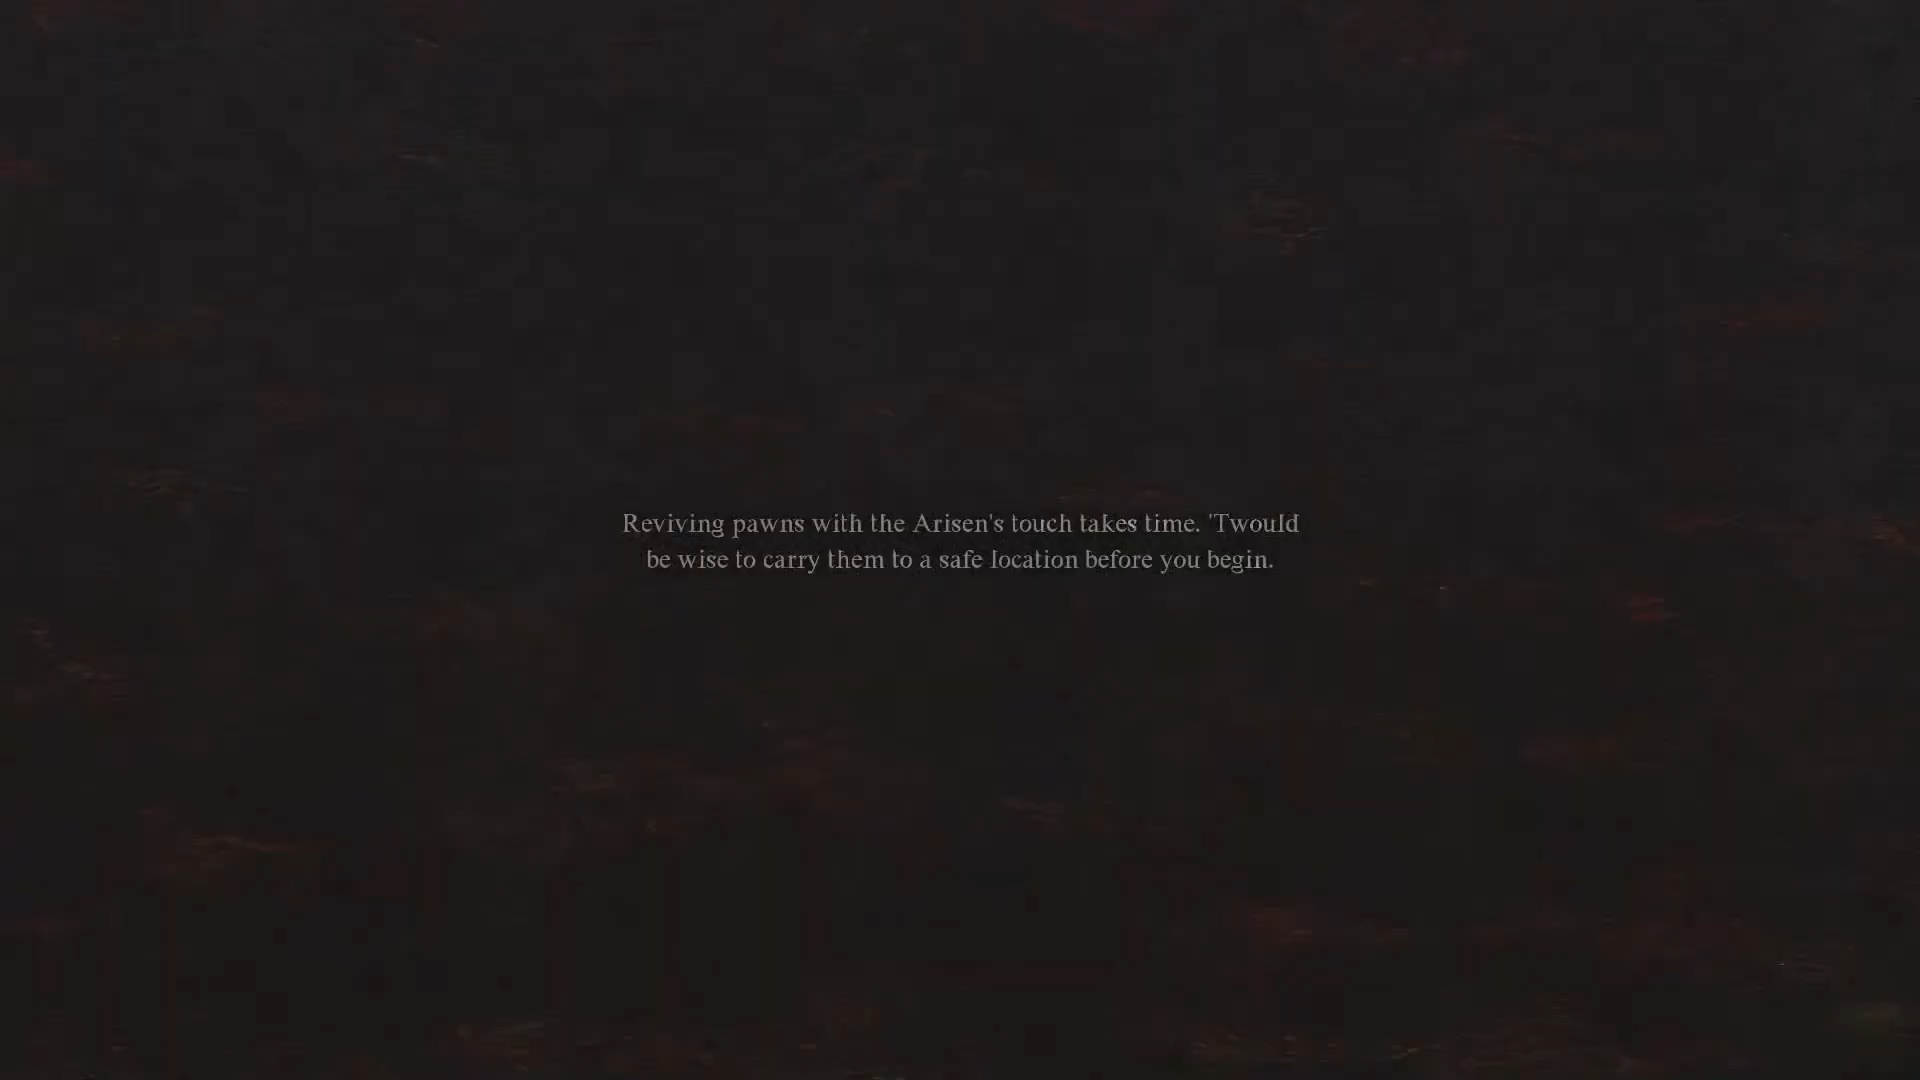 Reviving pawns with the Arisen's touch takes time. 'Twould
be wise to carry them to a safe location before you begin.